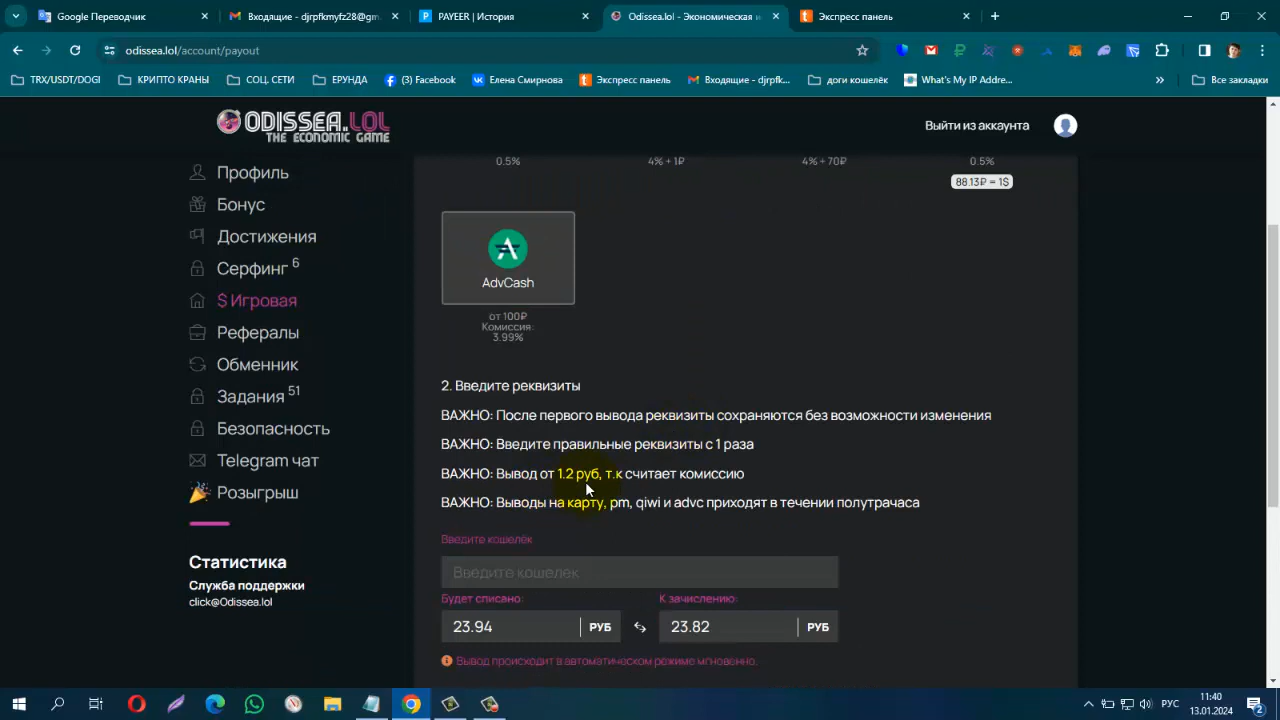 Google Переводчик
Входящие - djrpfkmyfz28@gm
PAYEER | История
Odissea.lol - Экономическая и
Экспресс панель
odissea.lol/account/payout
TRX/USDT/DOGI
КРИПТО КРАНЫ
СОЦ. СЕТИ
ЕРУНДА
(3) Facebook
Елена Смирнова
Экспресс панель
Входящие - djrpfky...
доги кошелёк
What's My IP Addre...
»
Все закладки
ODISSEA.LOL
THE ECONOMIC GAME
Выйти из аккаунта
Профиль
Бонус
Достижения
Серфинг 6
$ Игровая
Рефералы
Обменник
Задания 51
Безопасность
Telegram чат
Розыгрыш
Статистика
Служба поддержки
click@Odissea.lol
0.5%
4% + 1₽
4% + 70₽
0.5%
88.13₽ = 1$
AdvCash
от 100₽
Комиссия:
3.99%
2. Введите реквизиты
ВАЖНО: После первого вывода реквизиты сохраняются без возможности изменения
ВАЖНО: Введите правильные реквизиты с 1 раза
ВАЖНО: Вывод от 1.2 руб, т.к считает комиссию
ВАЖНО: Выводы на карту, pm, qiwi и advc приходят в течении полутрачаса
Введите кошелёк
Введите кошелек
Будет списано:
К зачислению:
23.94 РУБ
23.82 РУБ
Вывод происходит в автоматическом режиме мгновенно.
РУС
11:40
13.01.2024
2